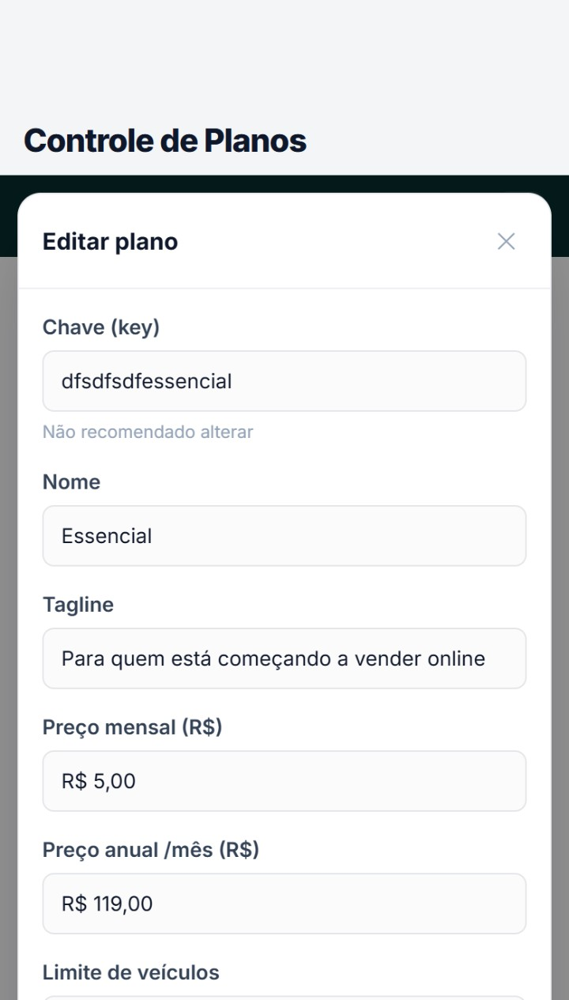 Controle de Planos
Editar plano
Chave (key)
dfsdfsdfessencial
Não recomendado alterar
Nome
Essencial
Tagline
Para quem está começando a vender online
Preço mensal (R$)
R$ 5,00
Preço anual /mês (R$)
R$ 119,00
Limite de veículos